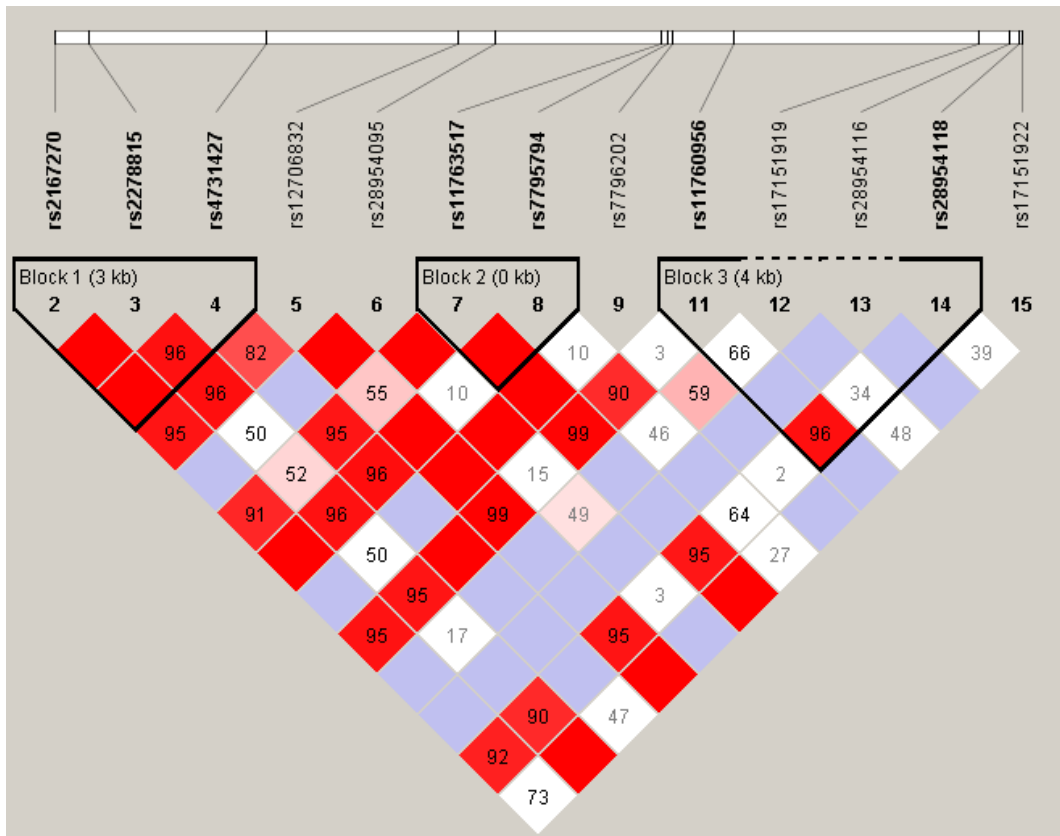 rs2167270
rs2278815
rs4731427
rs12706832
rs28954095
rs11763517
rs7795794
rs7796202
rs11760956
rs17151919
rs28954116
rs28954118
rs17151922
Block 1 (3 kb) Block 2 (0 kb) Block 3 (4 kb)
2 3 4 5 6 7 8 9 11 12 13 14 15
96 82 10 3 66 39
96 55 10 90 59 34
95 50 95 99 46 96 48
52 96 15 2
91 96 99 49 64
50 95 27
95 3
95 17 95
90 47
92
73